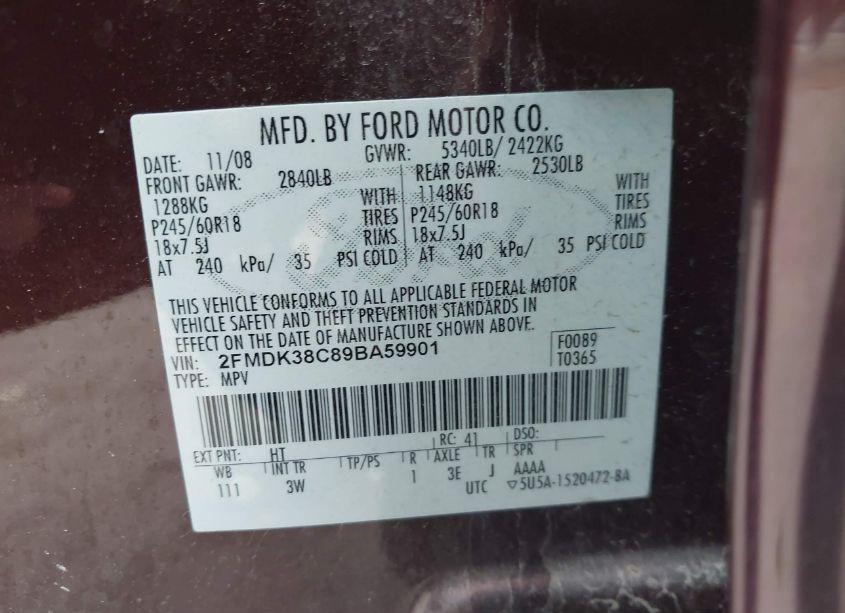 MFD. BY FORD MOTOR CO.
DATE: 11/08 GVWR: 5340LB/ 2422KG
FRONT GAWR: 2840LB REAR GAWR: 2530LB
1288KG WITH 1148KG WITH
P245/60R18 TIRES P245/60R18 TIRES
18x7.5J RIMS 18x7.5J RIMS
AT 240 kPa/ 35 PSI COLD AT 240 kPa/ 35 PSI COLD
Ford
THIS VEHICLE CONFORMS TO ALL APPLICABLE FEDERAL MOTOR
VEHICLE SAFETY AND THEFT PREVENTION STANDARDS IN
EFFECT ON THE DATE OF MANUFACTURE SHOWN ABOVE.
VIN: 2FMDK38C89BA59901 F0089
TYPE: MPV T0365
EXT PNT: HT RC: 41 DSO:
WB INT TR TP/PS R AXLE TR SPR
111 3W 1 3E J AAAA
UTC ▽5U5A-1520472-BA